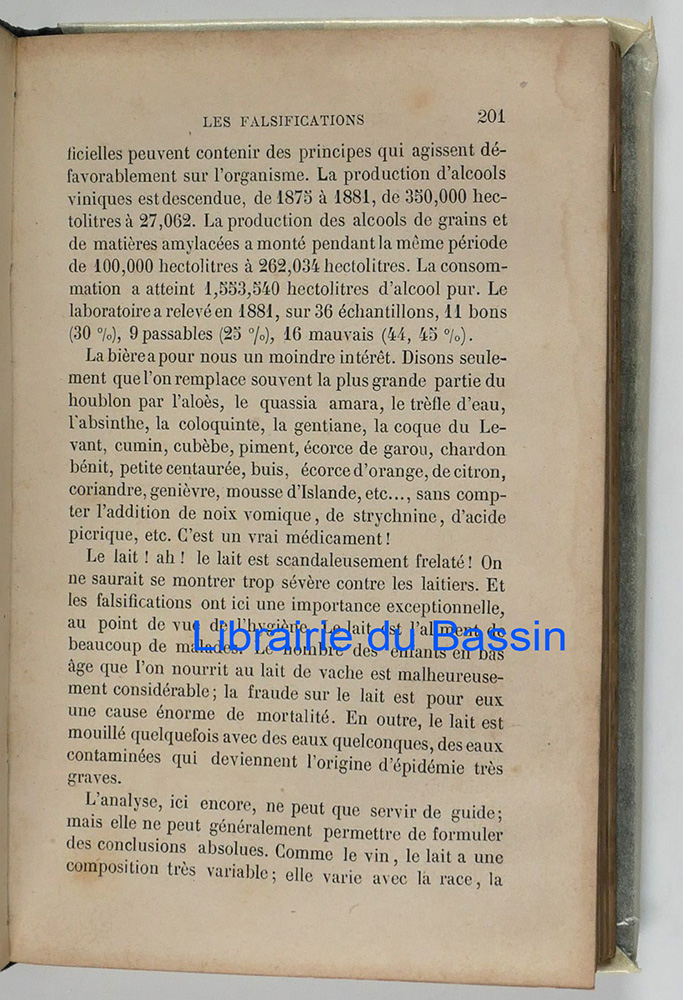 LES FALSIFICATIONS 201
ficielles peuvent contenir des principes qui agissent dé-
favorablement sur l'organisme. La production d'alcools
viniques est descendue, de 1875 à 1881, de 350,000 hec-
tolitres à 27,062. La production des alcools de grains et
de matières amylacées a monté pendant la même période
de 100,000 hectolitres à 262,034 hectolitres. La consom-
mation a atteint 1,553,540 hectolitres d'alcool pur. Le
laboratoire a relevé en 1881, sur 36 échantillons, 11 bons
(30 %), 9 passables (25 %), 16 mauvais (44, 45 %).
La bière a pour nous un moindre intérêt. Disons seule-
ment que l'on remplace souvent la plus grande partie du
houblon par l'aloès, le quassia amara, le trèfle d'eau,
l'absinthe, la coloquinte, la gentiane, la coque du Le-
vant, cumin, cubèbe, piment, écorce de garou, chardon
bénit, petite centaurée, buis, écorce d'orange, de citron,
coriandre, genièvre, mousse d'Islande, etc..., sans comp-
ter l'addition de noix vomique, de strychnine, d'acide
picrique, etc. C'est un vrai médicament !
Le lait ! ah ! le lait est scandaleusement frelaté ! On
ne saurait se montrer trop sévère contre les laitiers. Et
les falsifications ont ici une importance exceptionnelle,
au point de vue de l'hygiène. Le lait est l'aliment de
Librairie du Bassin
beaucoup de malades. Le nombre des enfants en bas
âge que l'on nourrit au lait de vache est malheureuse-
ment considérable ; la fraude sur le lait est pour eux
une cause énorme de mortalité. En outre, le lait est
mouillé quelquefois avec des eaux quelconques, des eaux
contaminées qui deviennent l'origine d'épidémie très
graves.
L'analyse, ici encore, ne peut que servir de guide ;
mais elle ne peut généralement permettre de formuler
des conclusions absolues. Comme le vin, le lait a une
composition très variable ; elle varie avec la race, la